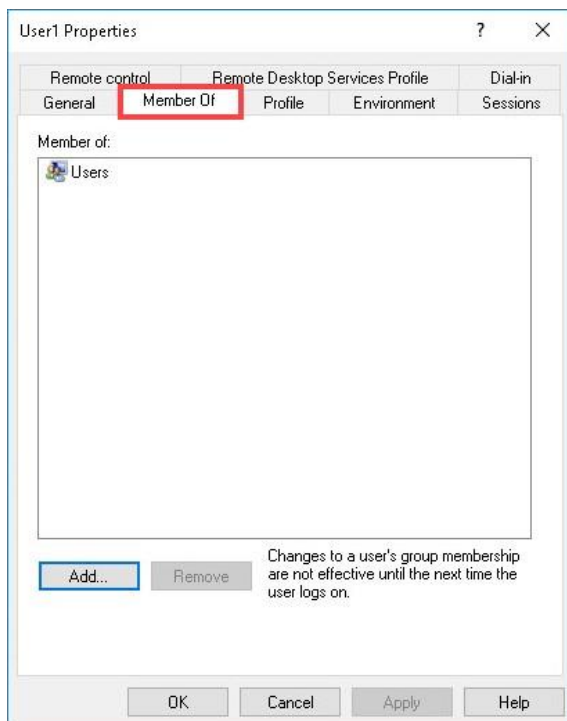 User1 Properties
Remote control Remote Desktop Services Profile Dial-in
General Member Of Profile Environment Sessions
Member of:
Users
Add... Remove
Changes to a user's group membership
are not effective until the next time the
user logs on.
OK Cancel Apply Help